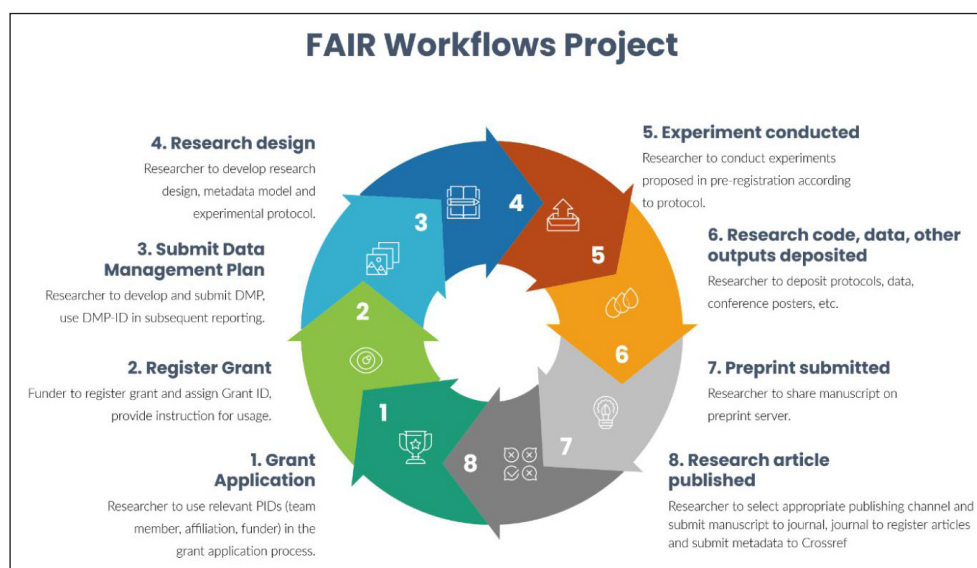 FAIR Workflows Project
4. Research design
Researcher to develop research
design, metadata model and
experimental protocol.
3. Submit Data
Management Plan
Researcher to develop and submit DMP,
use DMP-ID in subsequent reporting.
2. Register Grant
Funder to register grant and assign Grant ID,
provide instruction for usage.
1. Grant
Application
Researcher to use relevant PIDs (team
member, affiliation, funder) in the
grant application process.
4
3
5
2
6
1
7
8
5. Experiment conducted
Researcher to conduct experiments
proposed in pre-registration according
to protocol.
6. Research code, data, other
outputs deposited
Researcher to deposit protocols, data,
conference posters, etc.
7. Preprint submitted
Researcher to share manuscript on
preprint server.
8. Research article
published
Researcher to select appropriate publishing channel and
submit manuscript to journal, journal to register articles
and submit metadata to Crossref